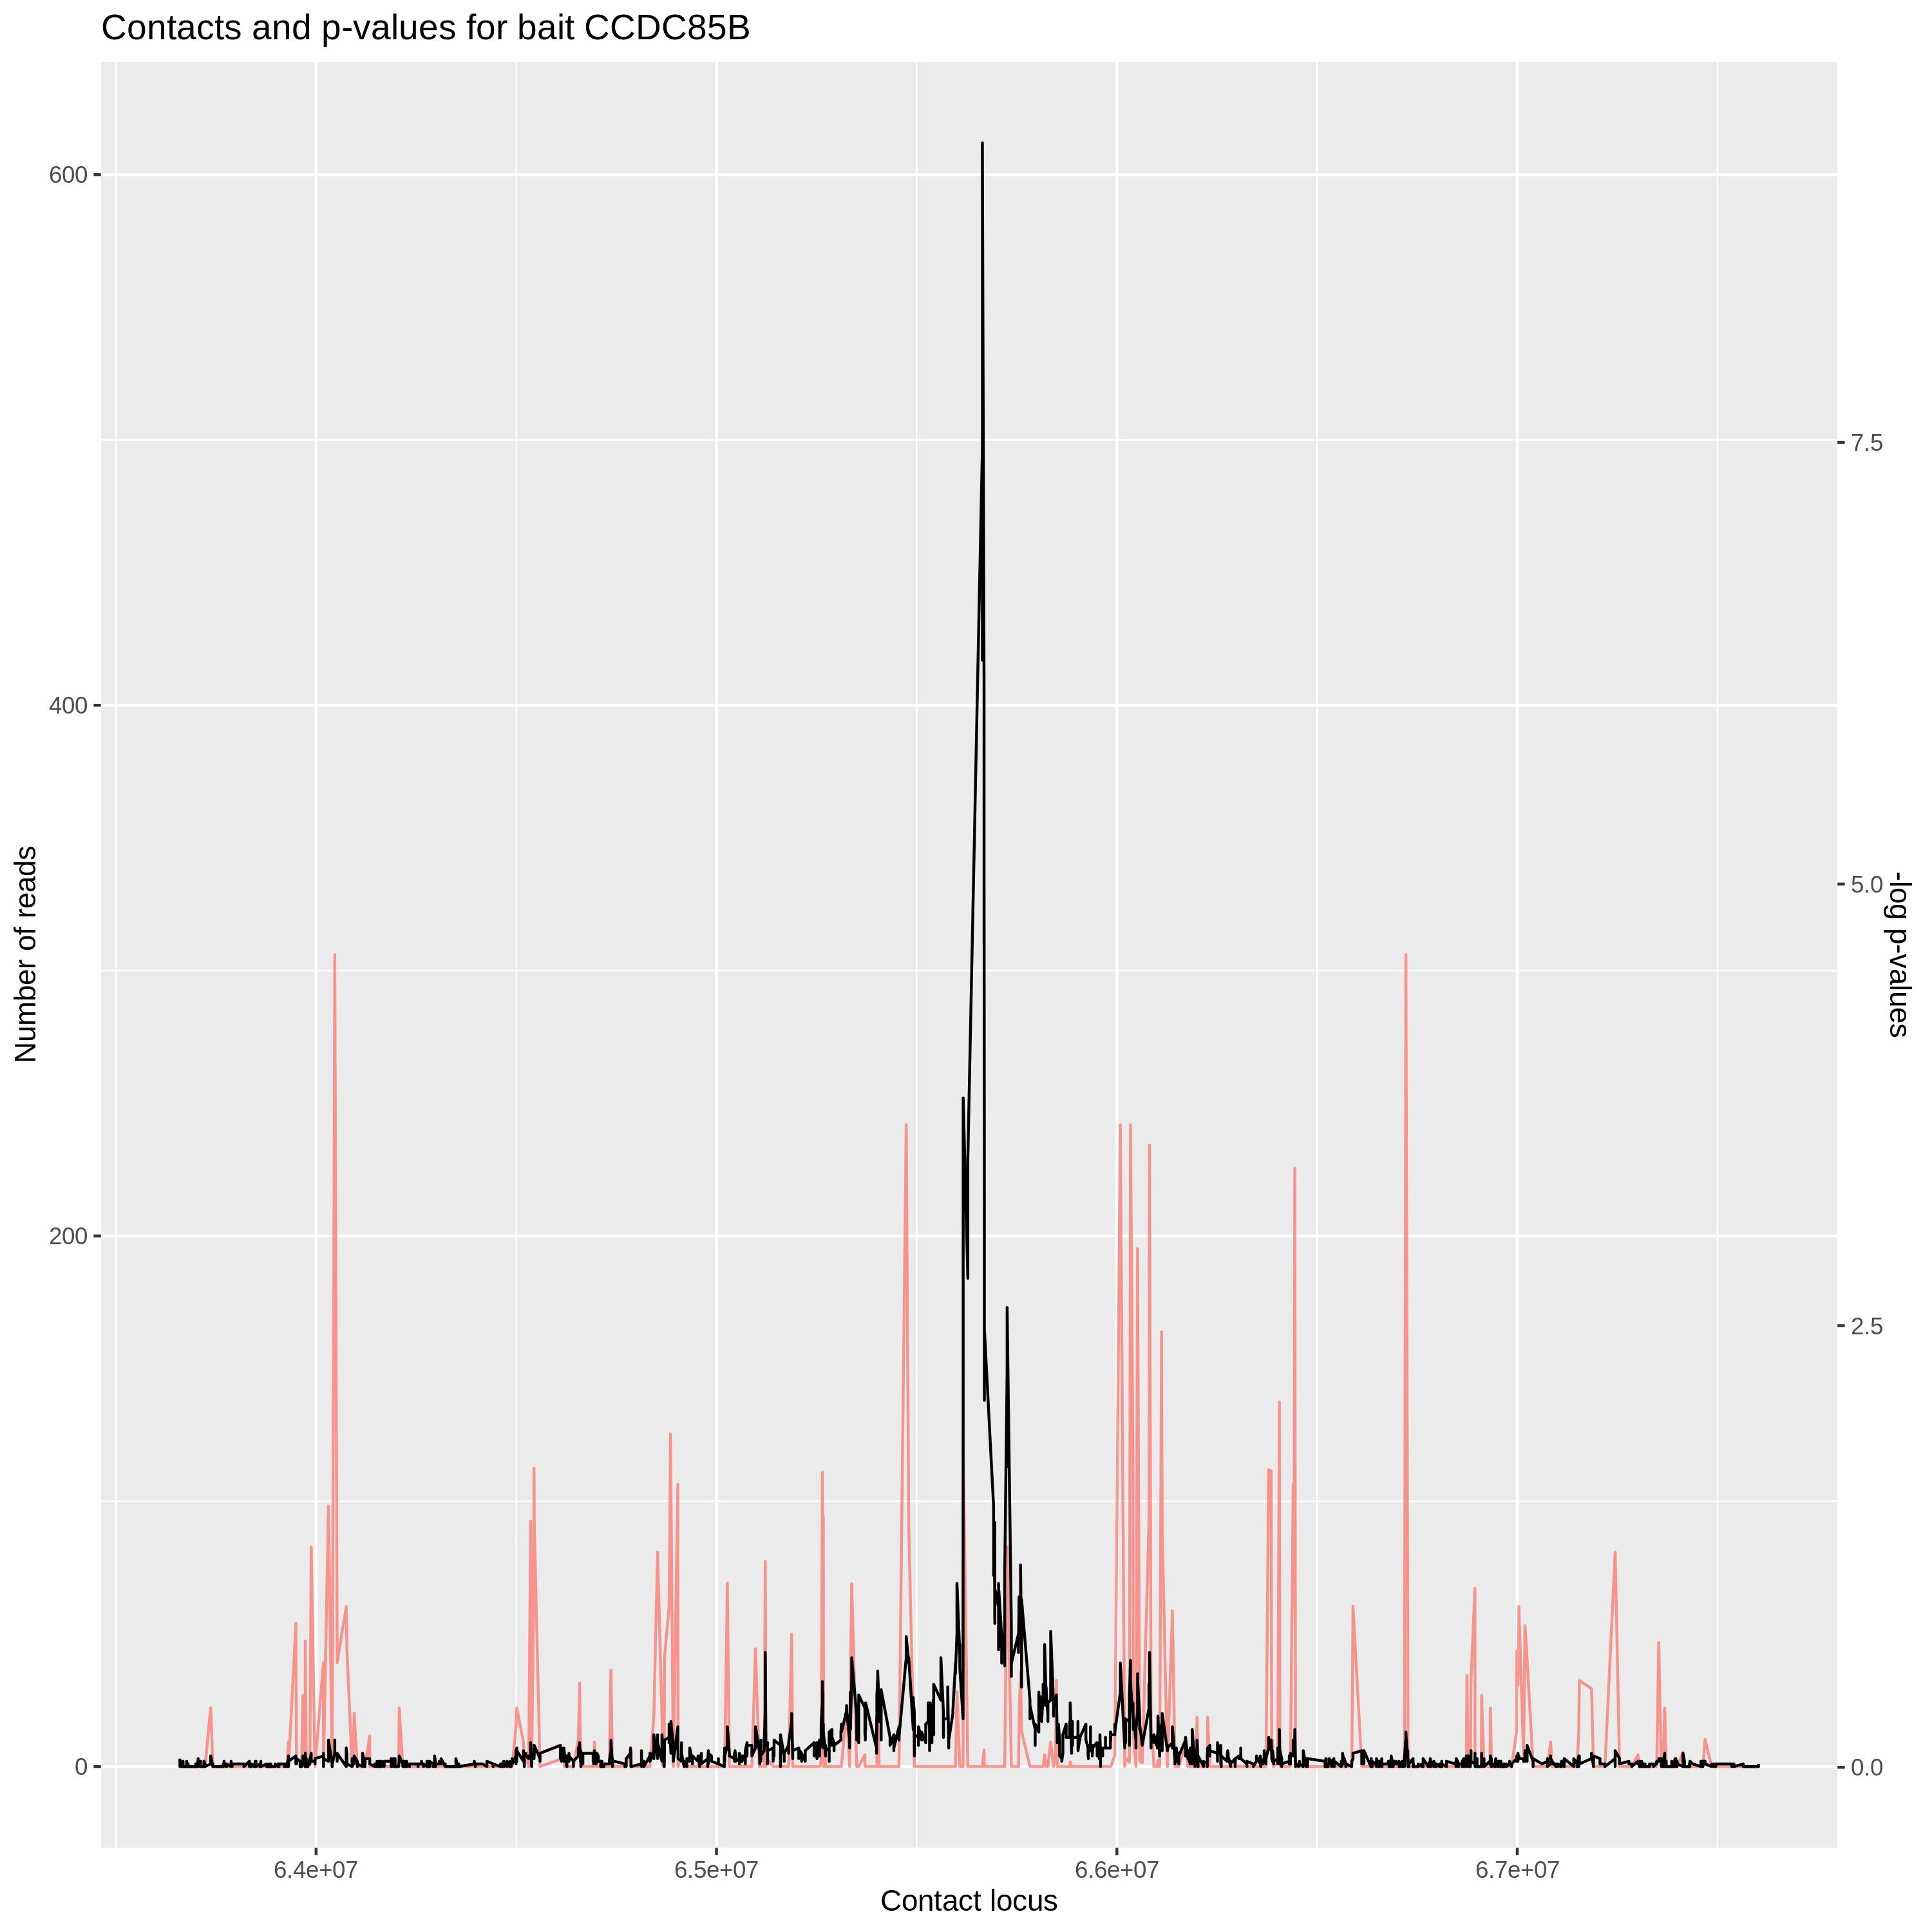 Contacts and p-values for bait CCDC85B
600
400
200
0
7.5
5.0
2.5
0.0
Number of reads
-log p-values
6.4e+07 6.5e+07 6.6e+07 6.7e+07
Contact locus